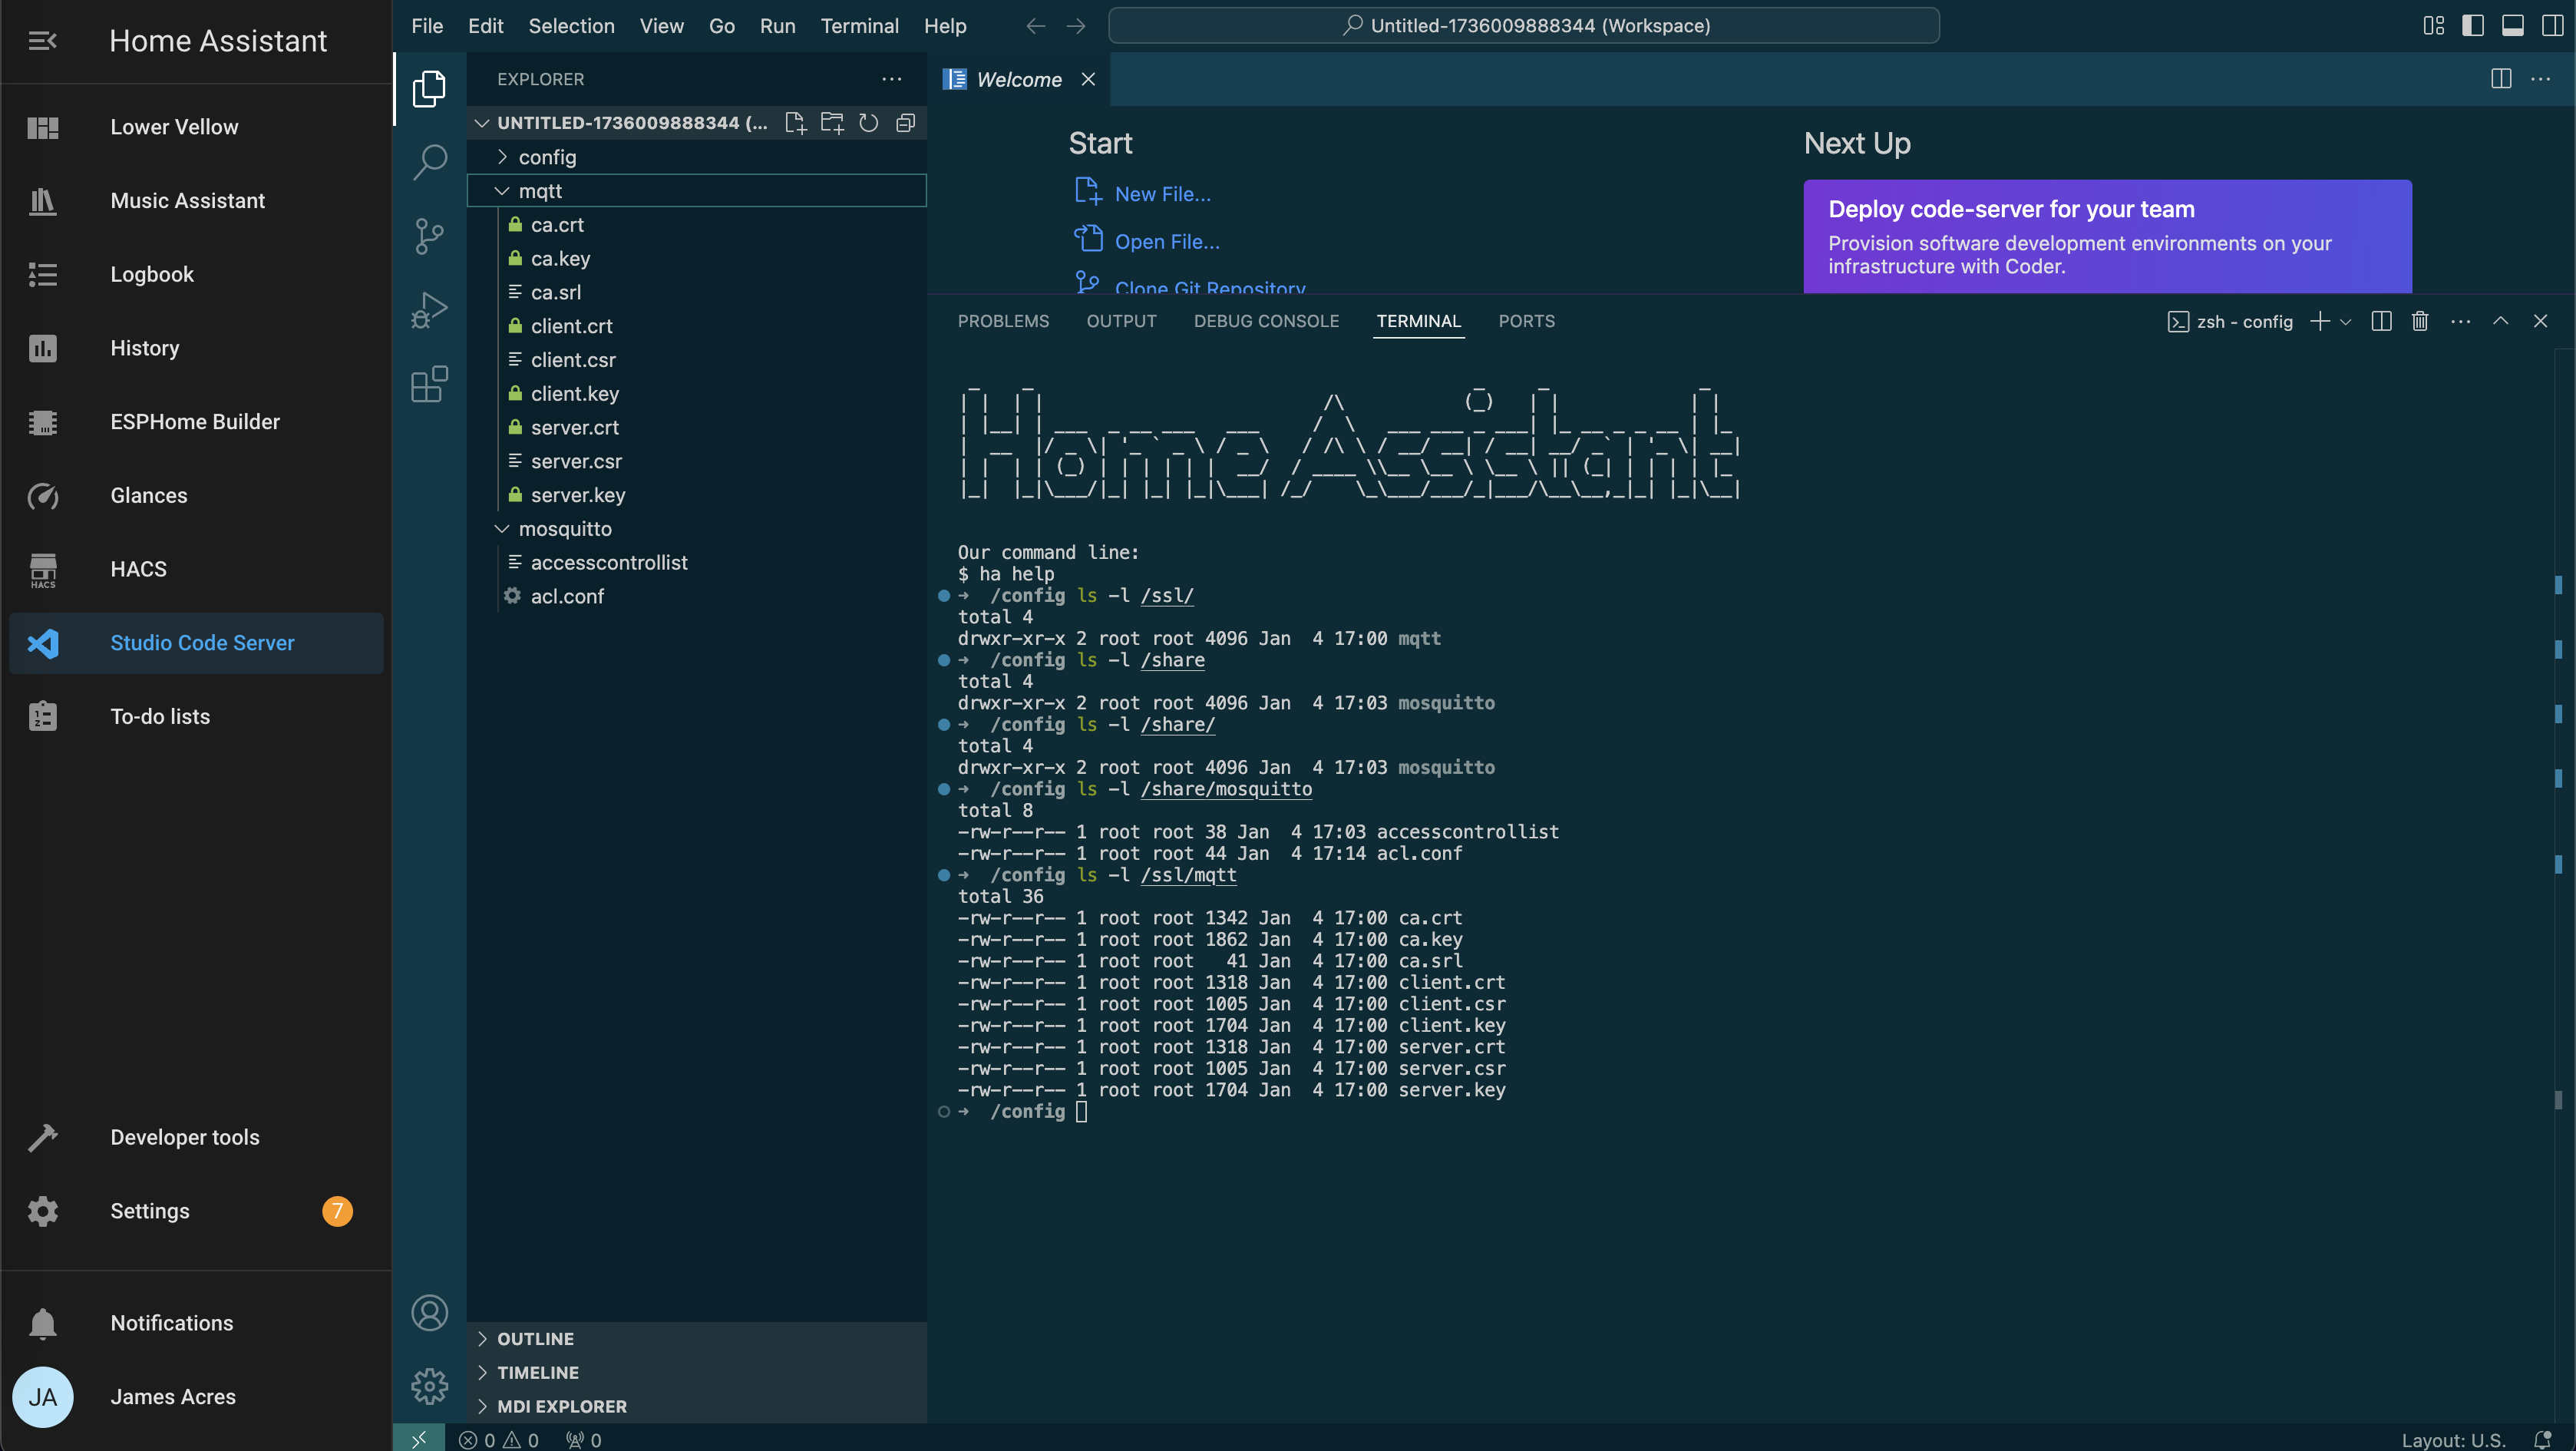 Home Assistant
Lower Vellow
Music Assistant
Logbook
History
ESPHome Builder
Glances
HACS
HACS
Studio Code Server
To-do lists
Developer tools
Settings
7
Notifications
JA
James Acres
File Edit Selection View Go Run Terminal Help
Untitled-1736009888344 (Workspace)
EXPLORER
UNTITLED-1736009888344 (...
config
mqtt
ca.crt
ca.key
ca.srl
client.crt
client.csr
client.key
server.crt
server.csr
server.key
mosquitto
accesscontrollist
acl.conf
OUTLINE
TIMELINE
MDI EXPLORER
Welcome
Start
New File...
Open File...
Clone Git Repository
Next Up
Deploy code-server for your team
Provision software development environments on your
infrastructure with Coder.
PROBLEMS OUTPUT DEBUG CONSOLE TERMINAL PORTS
zsh - config
Home Assistant
Our command line:
$ ha help
➜  /config ls -l /ssl/
total 4
drwxr-xr-x 2 root root 4096 Jan  4 17:00 mqtt
➜  /config ls -l /share
total 4
drwxr-xr-x 2 root root 4096 Jan  4 17:03 mosquitto
➜  /config ls -l /share/
total 4
drwxr-xr-x 2 root root 4096 Jan  4 17:03 mosquitto
➜  /config ls -l /share/mosquitto
total 8
-rw-r--r-- 1 root root 38 Jan  4 17:03 accesscontrollist
-rw-r--r-- 1 root root 44 Jan  4 17:14 acl.conf
➜  /config ls -l /ssl/mqtt
total 36
-rw-r--r-- 1 root root 1342 Jan  4 17:00 ca.crt
-rw-r--r-- 1 root root 1862 Jan  4 17:00 ca.key
-rw-r--r-- 1 root root   41 Jan  4 17:00 ca.srl
-rw-r--r-- 1 root root 1318 Jan  4 17:00 client.crt
-rw-r--r-- 1 root root 1005 Jan  4 17:00 client.csr
-rw-r--r-- 1 root root 1704 Jan  4 17:00 client.key
-rw-r--r-- 1 root root 1318 Jan  4 17:00 server.crt
-rw-r--r-- 1 root root 1005 Jan  4 17:00 server.csr
-rw-r--r-- 1 root root 1704 Jan  4 17:00 server.key
➜  /config
0 0 0
Layout: U.S.